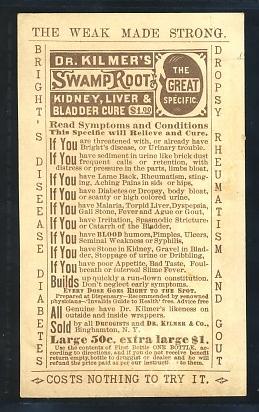 THE WEAK MADE STRONG.
BRIGHT'S DISEASE DIABETES
DROPSY RHEUMATISM AND GOUT
DR. KILMER'S
SWAMP ROOT
KIDNEY, LIVER &
BLADDER CURE $1.00
THE
GREAT
SPECIFIC.
Read Symptoms and Conditions
This Specific will Relieve and Cure.
If You are threatened with, or already have
Bright's disease, or Urinary trouble.
If You have sediment in urine like brick dust
frequent calls or retention, with
distress or pressure in the parts, limbs bloat.
If You have Lame Back, Rheumatism, sting-
ing, Aching Pains in side or hips,
If You have Diabetes or Dropsy, body bloat,
or scanty or high colored urine.
If You have Malaria, Torpid Liver, Dyspepsia,
Gall Stone, Fever and Ague or Gout.
If You have Irritation, Spasmodic Stricture
or Catarrh of the Bladder,
If You have BLOOD humors, Pimples, Ulcers,
Seminal Weakness or Syphilis.
If You have Stone in Kidney, Gravel in Blad-
der, Stoppage of urine or Dribbling,
If You have poor Appetite, Bad Taste, Foul-
breath or internal Slime Fever.
Builds up quickly a run-down constitution.
Don't neglect early symptoms.
EVERY DOSE GOES RIGHT TO THE SPOT.
Prepared at Dispensary—Recommended by renowned
physicians—"Invalids Guide to Health" free. Advice free
All Genuine have Dr. Kilmer's likeness on
outside and inside wrappers.
Sold by all DRUGISTS and DR. KILMER & CO.,
Binghamton, N. Y.
Large 50c. extra large $1.
Use the contents of First Bottle ONE BOTTLE, ac-
cording to directions, and if you do not receive benefit
return empty bottle to druggist or dealer and he will
refund the price paid as per our instructions to them.
COSTS NOTHING TO TRY IT.